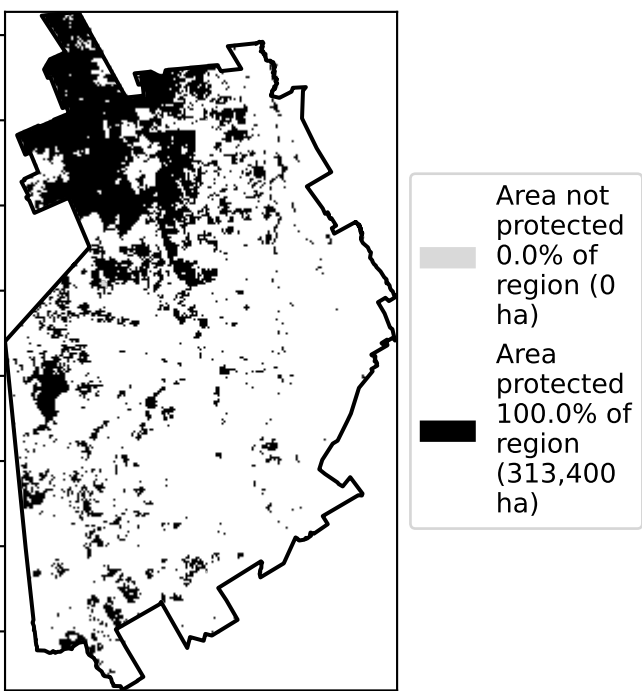 Area not
protected
0.0% of
region (0
ha)
Area
protected
100.0% of
region
(313,400
ha)